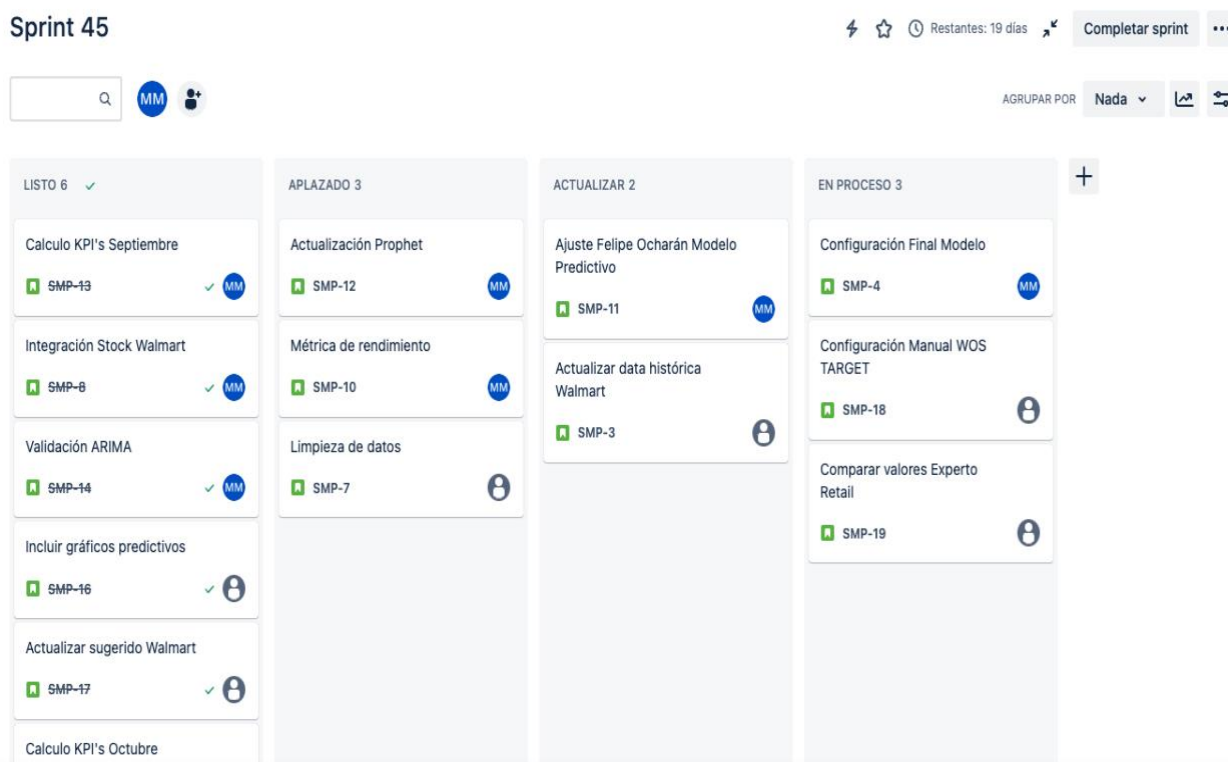 Sprint 45
Restantes: 19 días
Completar sprint
MM
AGRUPAR POR
Nada
LISTO 6
Calculo KPI's Septiembre
SMP-13
MM
Integración Stock Walmart
SMP-8
MM
Validación ARIMA
SMP-14
MM
Incluir gráficos predictivos
SMP-16
Actualizar sugerido Walmart
SMP-17
Calculo KPI's Octubre
APLAZADO 3
Actualización Prophet
SMP-12
MM
Métrica de rendimiento
SMP-10
MM
Limpieza de datos
SMP-7
ACTUALIZAR 2
Ajuste Felipe Ocharán Modelo
Predictivo
SMP-11
MM
Actualizar data histórica
Walmart
SMP-3
EN PROCESO 3
Configuración Final Modelo
SMP-4
MM
Configuración Manual WOS
TARGET
SMP-18
Comparar valores Experto
Retail
SMP-19